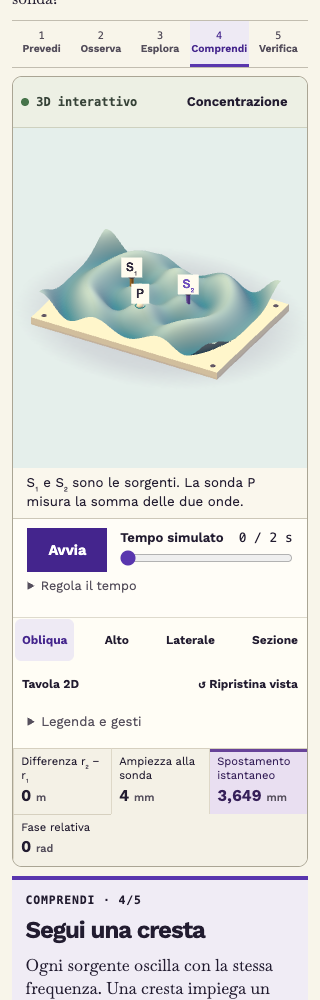 sonda?
1
Prevedi
2
Osserva
3
Esplora
4
Comprendi
5
Verifica
3D interattivo
Concentrazione
S₁
P
S₂
S₁ e S₂ sono le sorgenti. La sonda P
misura la somma delle due onde.
Avvia
Tempo simulato 0 / 2 s
▶ Regola il tempo
Obliqua
Alto
Laterale
Sezione
Tavola 2D
↺ Ripristina vista
▶ Legenda e gesti
Differenza r₂ −
r₁
0 m
Ampiezza alla
sonda
4 mm
Spostamento
istantaneo
3,649 mm
Fase relativa
0 rad
COMPRENDI · 4/5
Segui una cresta
Ogni sorgente oscilla con la stessa
frequenza. Una cresta impiega un